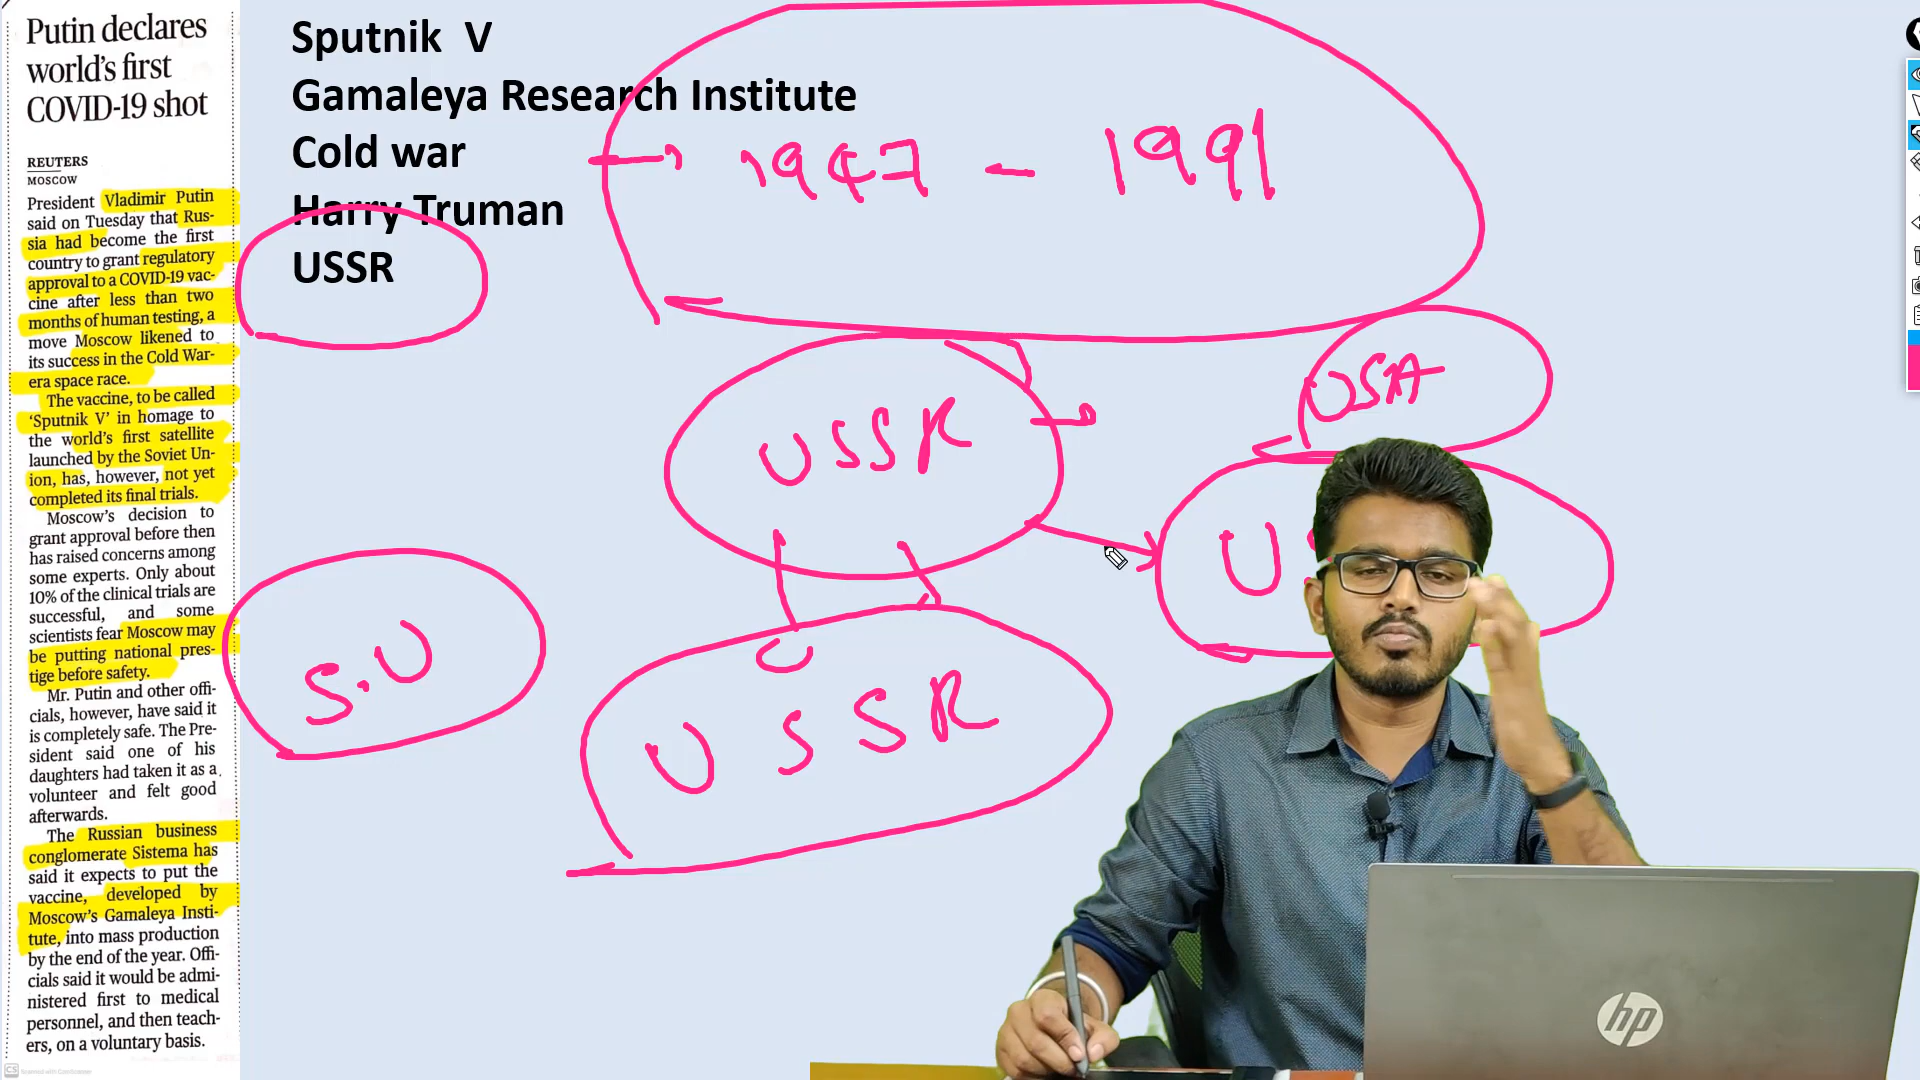 Putin declares
world's first
COVID-19 shot
REUTERS
MOSCOW
President Vladimir Putin
said on Tuesday that Rus-
sia had become the first
country to grant regulatory
approval to a COVID-19 vac-
cine after less than two
months of human testing, a
move Moscow likened to
its success in the Cold War-
era space race.
The vaccine, to be called
'Sputnik V' in homage to
the world's first satellite
launched by the Soviet Un-
ion, has, however, not yet
completed its final trials.
Moscow's decision to
grant approval before then
has raised concerns among
some experts. Only about
10% of the clinical trials are
successful, and some
scientists fear Moscow may
be putting national pres-
tige before safety.
Mr. Putin and other offi-
cials, however, have said it
is completely safe. The Pre-
sident said one of his
daughters had taken it as a
volunteer and felt good
afterwards.
The Russian business
conglomerate Sistema has
said it expects to put the
vaccine, developed by
Moscow's Gamaleya Insti-
tute, into mass production
by the end of the year. Offi-
cials said it would be admi-
nistered first to medical
personnel, and then teach-
ers, on a voluntary basis.
CS Scanned with CamScanner
Sputnik V
Gamaleya Research Institute
Cold war
1947 - 1991
Harry Truman
USSR
USA
USSR
U
S.U
USSR
hp